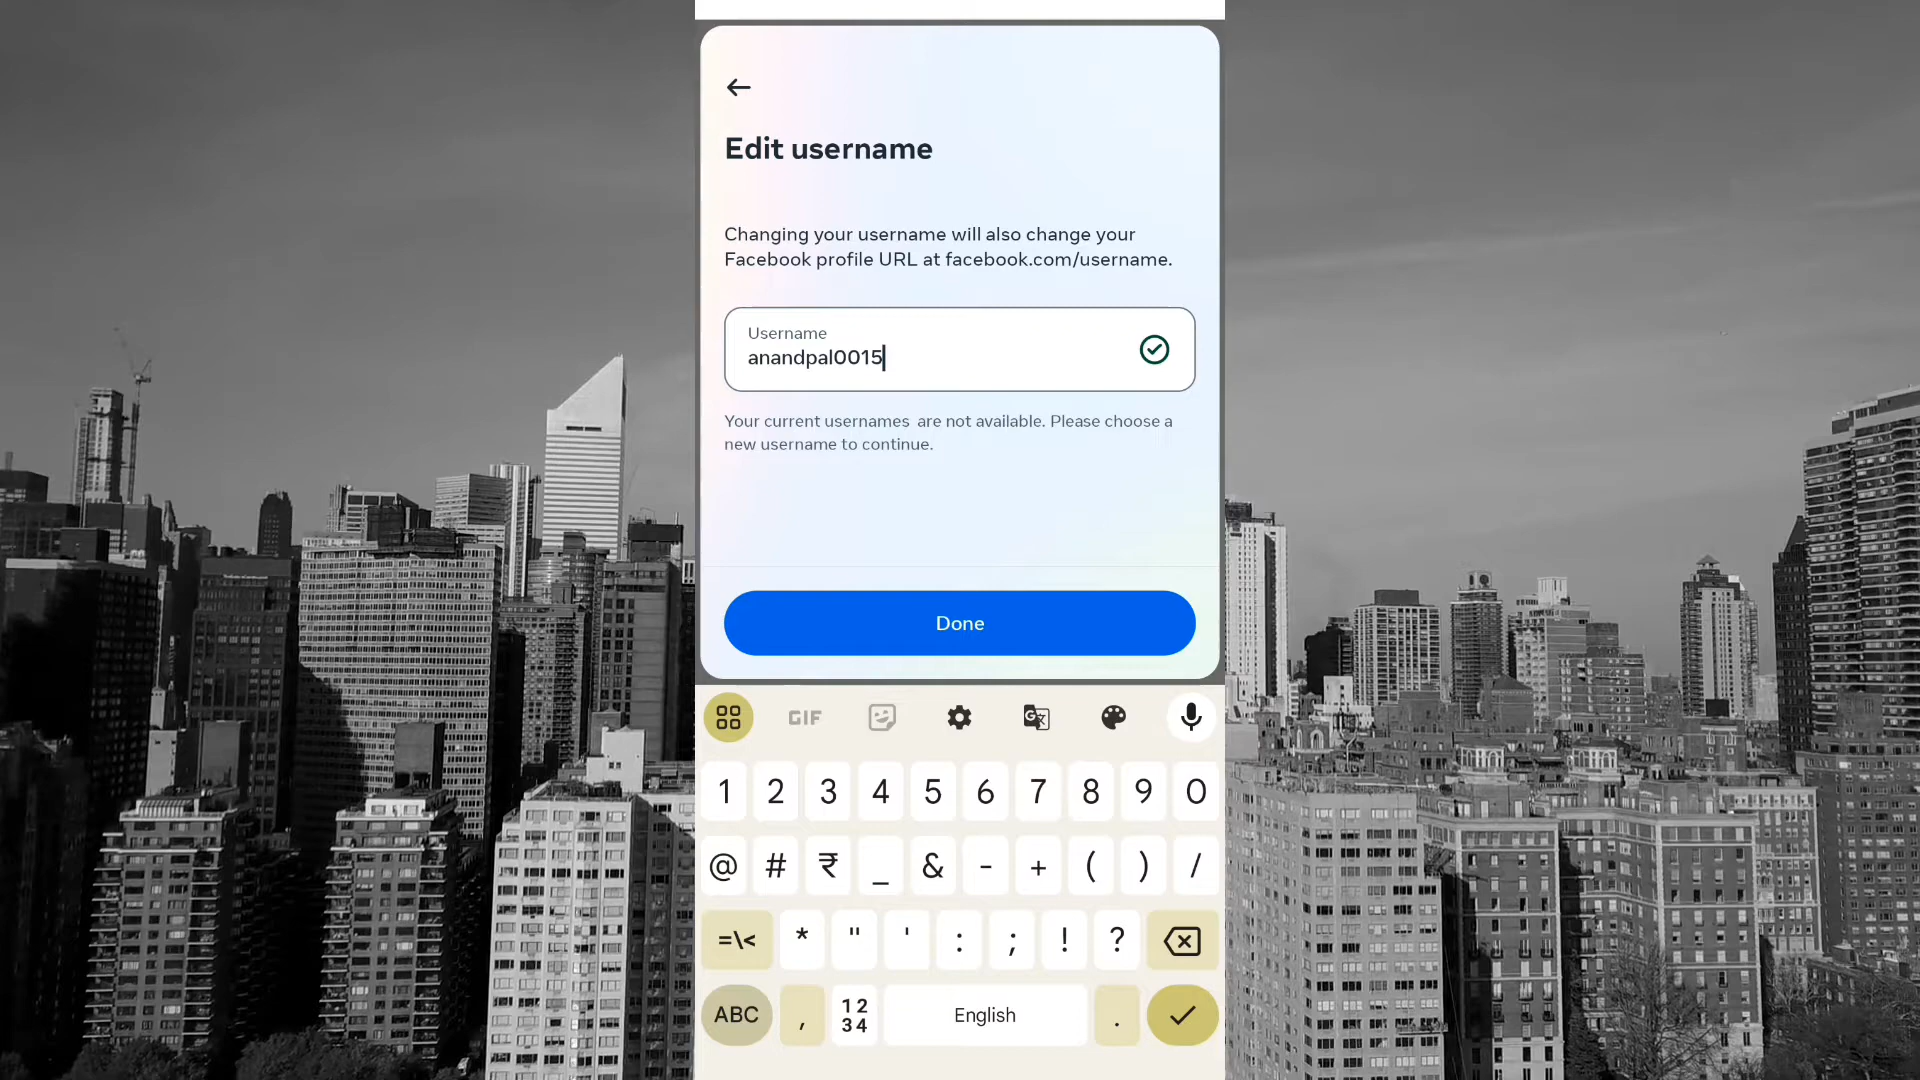 Edit username
Changing your username will also change your
Facebook profile URL at facebook.com/username.
Username
anandpal0015
Your current usernames  are not available. Please choose a
new username to continue.
Done
GIF
1 2 3 4 5 6 7 8 9 0
@ # ₹ _ & - + ( ) /
=\< * " ' : ; ! ?
ABC , 12 34 English .